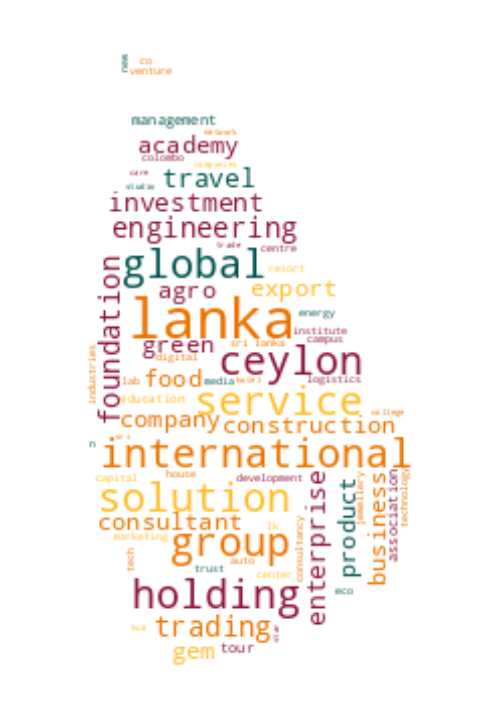 new
co
venture
management
network
academy
colombo
companies
care
travel
studio
investment
engineering
trade
centre
global
foundation
resort
agro
export
lanka
energy
institute
green
sri lanka
campus
digital
ceylon
industries
lab
food
media
hotel
logistics
education
service
college
company
construction
sri
n
international
capital
house
development
solution
enterprise
product
jewellery
business
association
technology
consultant
lk
consultancy
marketing
group
tech
auto
trust
center
eco
holding
hub
trading
star
gem
tour